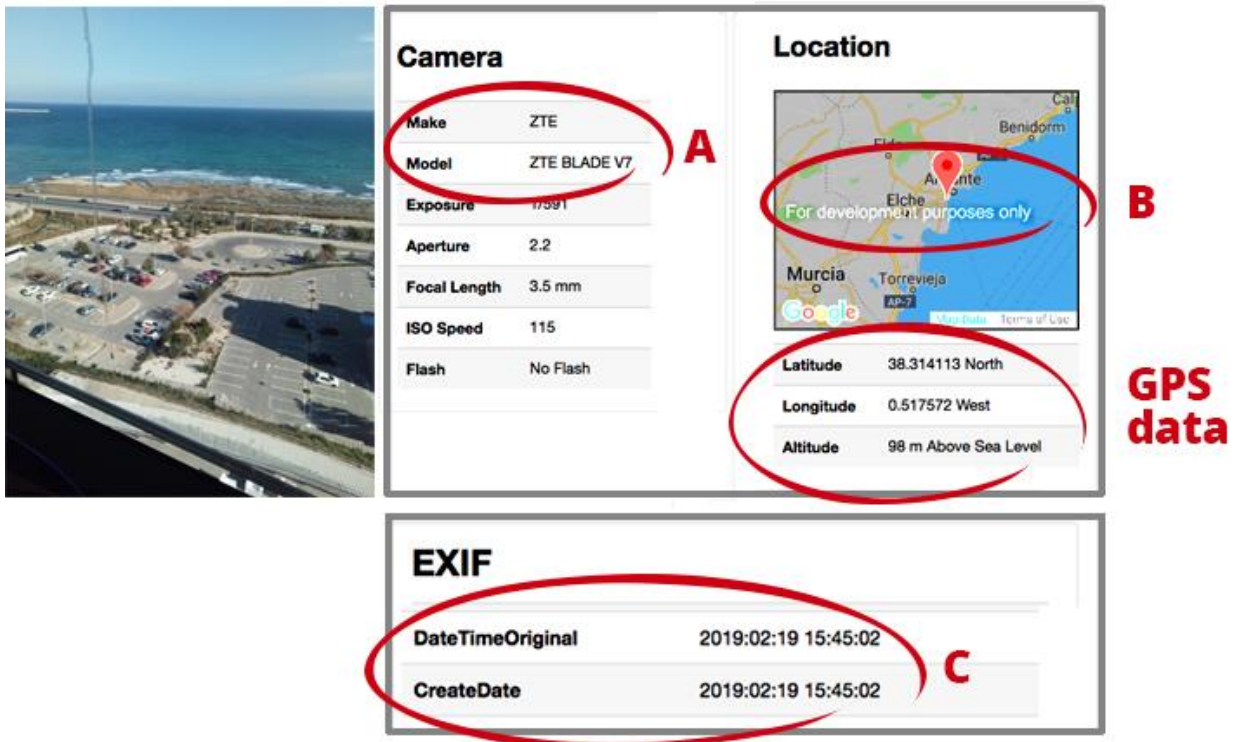 Camera
Make ZTE
Model ZTE BLADE V7
Exposure 1/591
Aperture 2.2
Focal Length 3.5 mm
ISO Speed 115
Flash No Flash
A
Location
Benidorm
Elche
For development purposes only
Murcia
Torrevieja
AP-7
Google
Map Data Terms of Use
B
Latitude 38.314113 North
Longitude 0.517572 West
Altitude 98 m Above Sea Level
GPS
data
EXIF
DateTimeOriginal 2019:02:19 15:45:02
CreateDate 2019:02:19 15:45:02
C